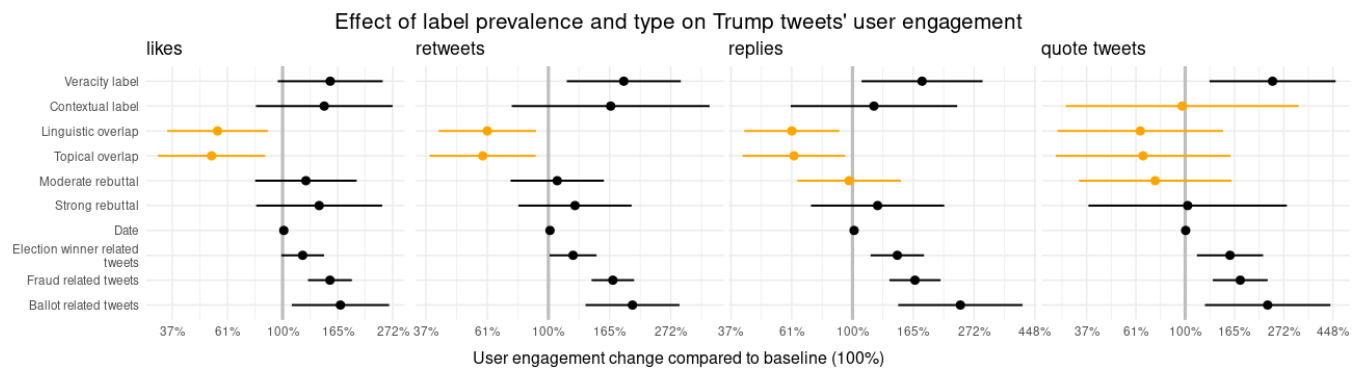 Effect of label prevalence and type on Trump tweets' user engagement
likes
retweets
replies
quote tweets
Veracity label
Contextual label
Linguistic overlap
Topical overlap
Moderate rebuttal
Strong rebuttal
Date
Election winner related
tweets
Fraud related tweets
Ballot related tweets
37% 61% 100% 165% 272%
37% 61% 100% 165% 272%
37% 61% 100% 165% 272% 448%
37% 61% 100% 165% 272% 448%
User engagement change compared to baseline (100%)